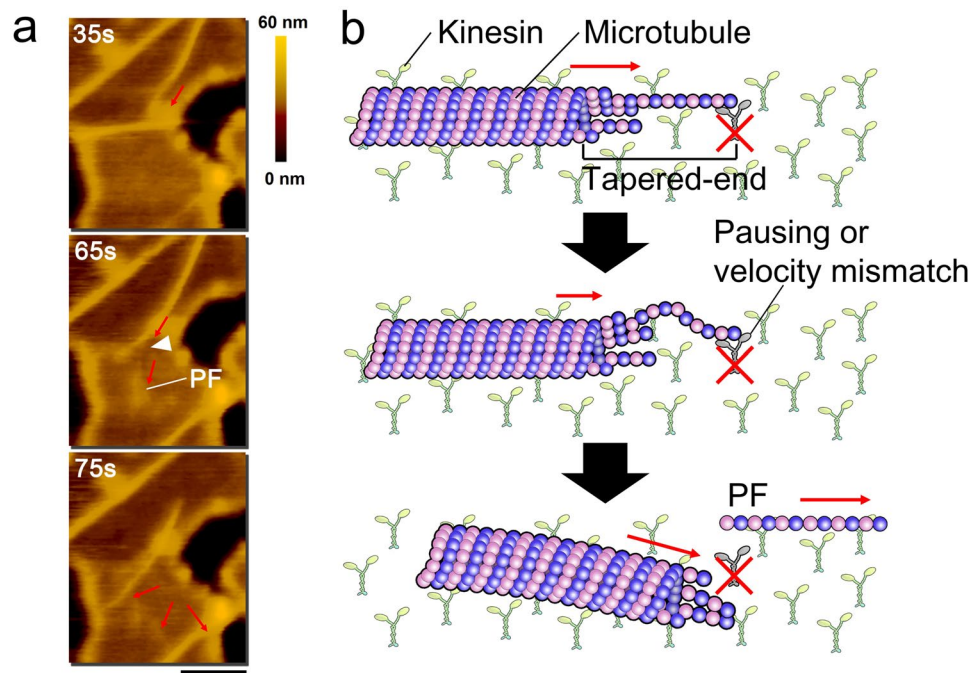 a
35s
60 nm
0 nm
65s
PF
75s
b
Kinesin
Microtubule
Tapered-end
Pausing or
velocity mismatch
PF